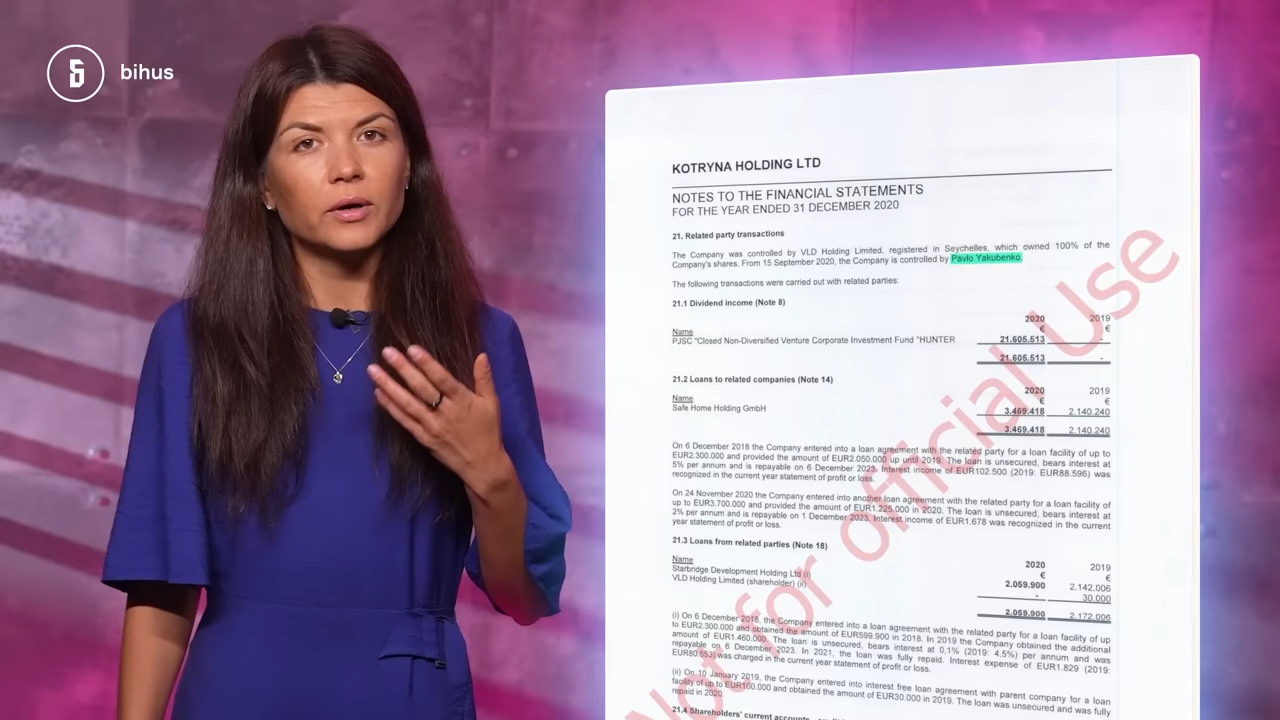 bihus
KOTRYNA HOLDING LTD
NOTES TO THE FINANCIAL STATEMENTS
FOR THE YEAR ENDED 31 DECEMBER 2020
21. Related party transactions
The Company was controlled by VLD Holding Limited, registered in Seychelles, which owned 100% of the
Company's shares. From 15 September 2020, the Company is controlled by Pavlo Yakubenko.
The following transactions were carried out with related parties:
21.1 Dividend income (Note 8)
2020 2019
€ €
Name
PJSC "Closed Non-Diversified Venture Corporate Investment Fund "HUNTER 21.605.513 -
21.605.513 -
21.2 Loans to related companies (Note 14)
2020 2019
€ €
Name
Safe Home Holding GmbH 3.469.418 2.140.240
3.469.418 2.140.240
On 6 December 2018 the Company entered into a loan agreement with the related party for a loan facility of up to
EUR2.300.000 and provided the amount of EUR2.050.000 up until 2019. The loan is unsecured, bears interest at
5% per annum and is repayable on 6 December 2023. Interest income of EUR102.500 (2019: EUR88.596) was
recognized in the current year statement of profit or loss.
On 24 November 2020 the Company entered into another loan agreement with the related party for a loan facility of
up to EUR3.700.000 and provided the amount of EUR1.225.000 in 2020. The loan is unsecured, bears interest at
2% per annum and is repayable on 1 December 2023. Interest income of EUR1.678 was recognized in the current
year statement of profit or loss.
21.3 Loans from related parties (Note 18)
2020 2019
€ €
Name
Starbridge Development Holding Ltd (i) 2.059.900 2.142.006
VLD Holding Limited (shareholder) (ii) - 30.000
2.059.900 2.172.006
(i) On 6 December 2018, the Company entered into a loan agreement with the related party for a loan facility of up
to EUR2.300.000 and obtained the amount of EUR599.900 in 2018. In 2019 the Company obtained the additional
amount of EUR1.460.000. The loan is unsecured, bears interest at 0,1% (2019: 4,5%) per annum and was
repayable on 6 December 2023. In 2021, the loan was fully repaid. Interest expense of EUR1.829 (2019:
EUR80.553) was charged in the current year statement of profit or loss.
(ii) On 10 January 2019, the Company entered into interest free loan agreement with parent company for a loan
facility of up to EUR100.000 and obtained the amount of EUR30.000 in 2019. The loan was unsecured and was fully
repaid in 2020.
21.4 Shareholders' current accounts
Not for official Use